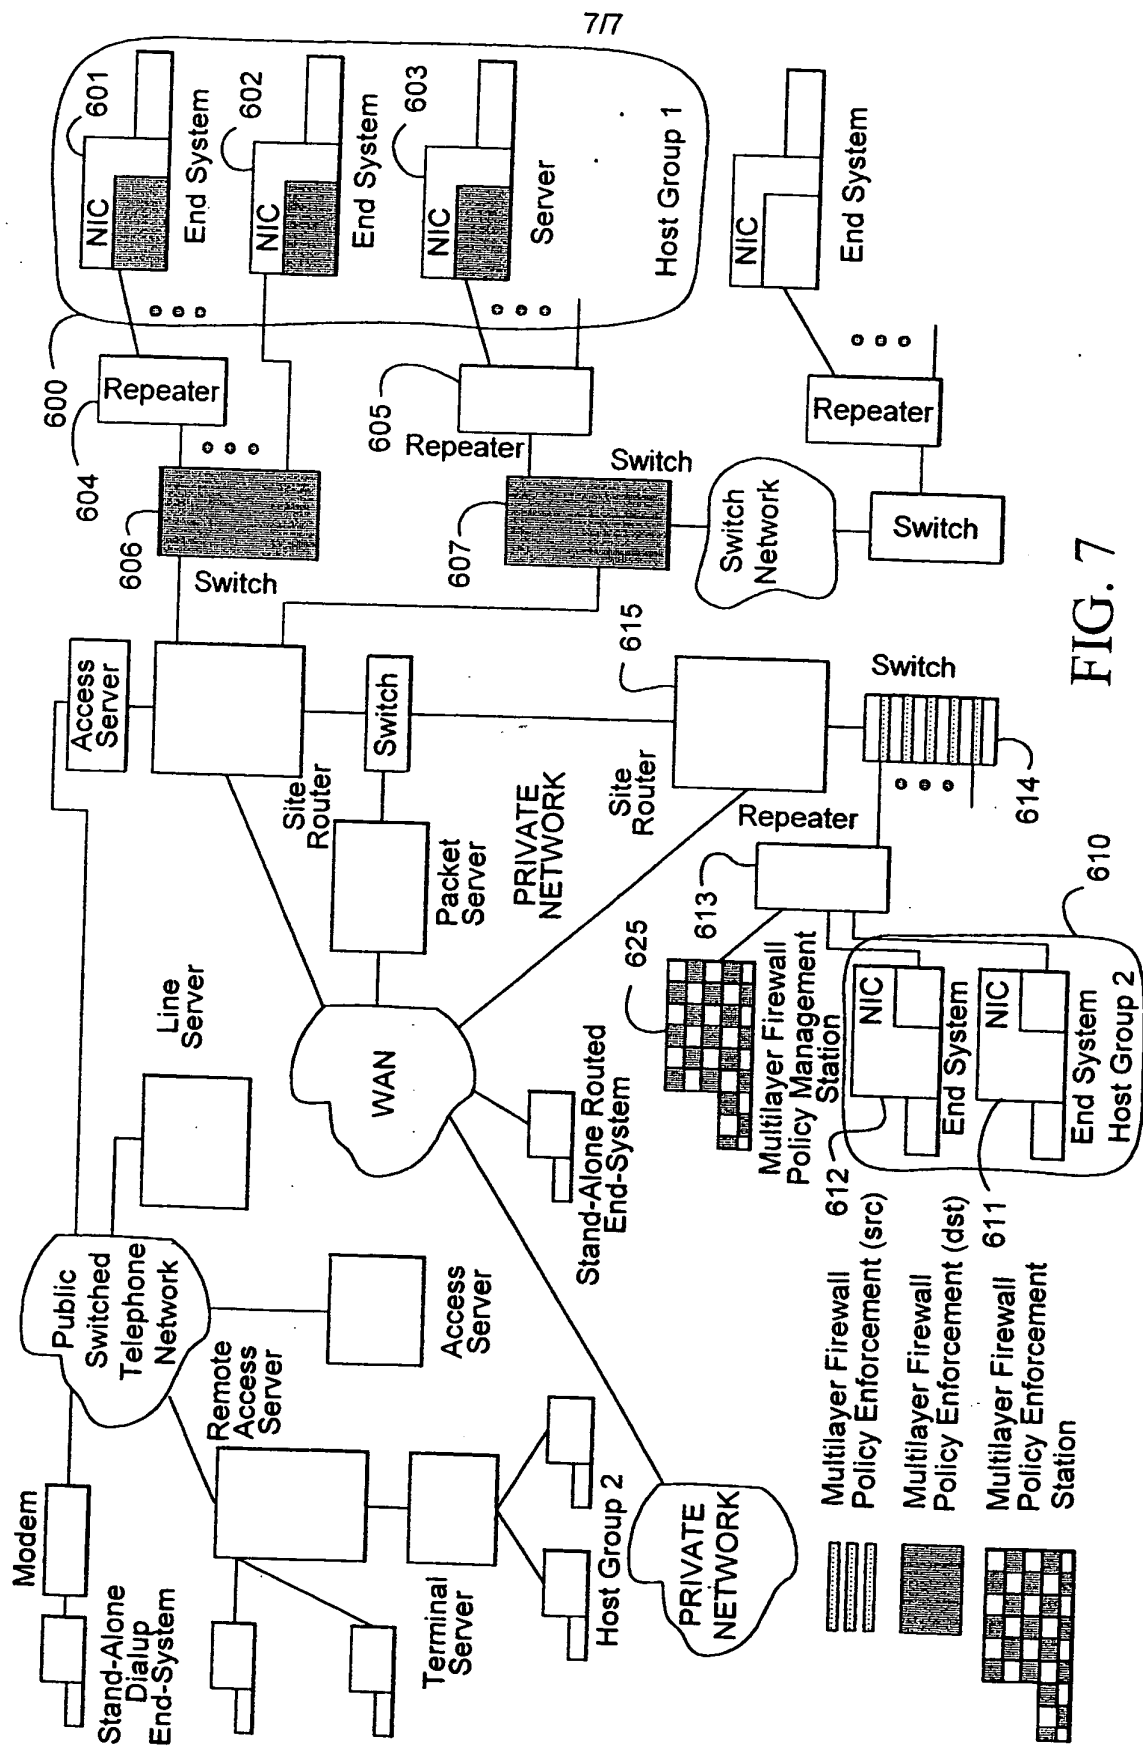 7/7
Modem
Stand-Alone
Dialup
End-System
Public
Switched
Telephone
Network
Remote
Access
Server
Terminal
Server
Host Group 2
Access
Server
Line
Server
PRIVATE
NETWORK
WAN
Stand-Alone Routed
End-System
Access
Server
Site
Router
Switch
Packet
Server
PRIVATE
NETWORK
Site
Router
615
606
Switch
604
Repeater
600
601
NIC
End System
602
NIC
End System
603
NIC
Server
Host Group 1
605
Repeater
607
Switch
Switch
Network
Switch
Repeater
NIC
End System
Repeater
613
625
Multilayer Firewall
Policy Management
Station
Switch
614
610
612
NIC
End System
611
NIC
End System
Host Group 2
Multilayer Firewall
Policy Enforcement (src)
Multilayer Firewall
Policy Enforcement (dst)
Multilayer Firewall
Policy Enforcement
Station
FIG. 7